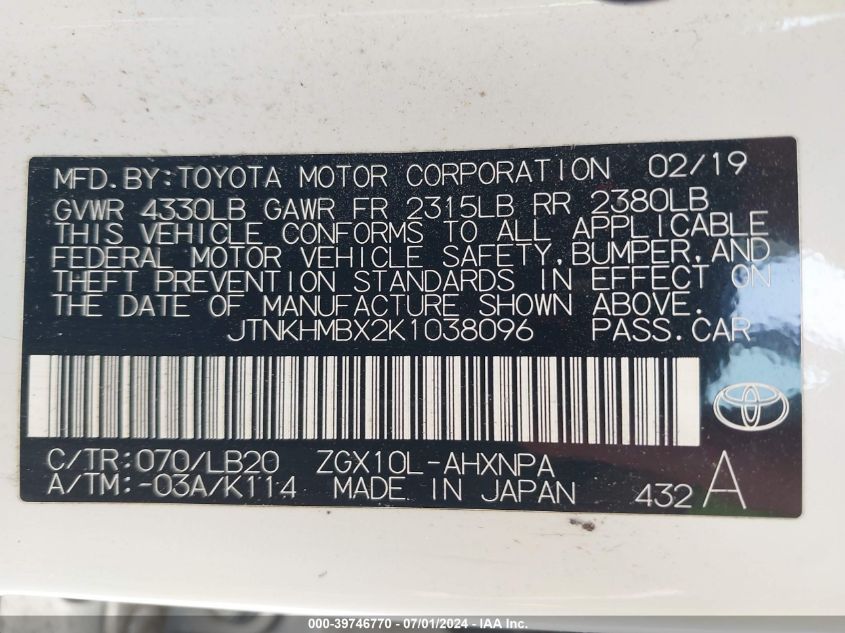 MFD.BY:TOYOTA MOTOR CORPORATION 02/19
GVWR 4330LB GAWR FR 2315LB RR 2380LB
THIS VEHICLE CONFORMS TO ALL APPLICABLE
FEDERAL MOTOR VEHICLE SAFETY, BUMPER, AND
THEFT PREVENTION STANDARDS IN EFFECT ON
THE DATE OF MANUFACTURE SHOWN ABOVE.
JTNKHMBX2K1038096 PASS.CAR
C/TR:070/LB20 ZGX10L-AHXNPA
A/TM:-03A/K114 MADE IN JAPAN 432 A
000-39746770 - 07/01/2024 - IAA Inc.